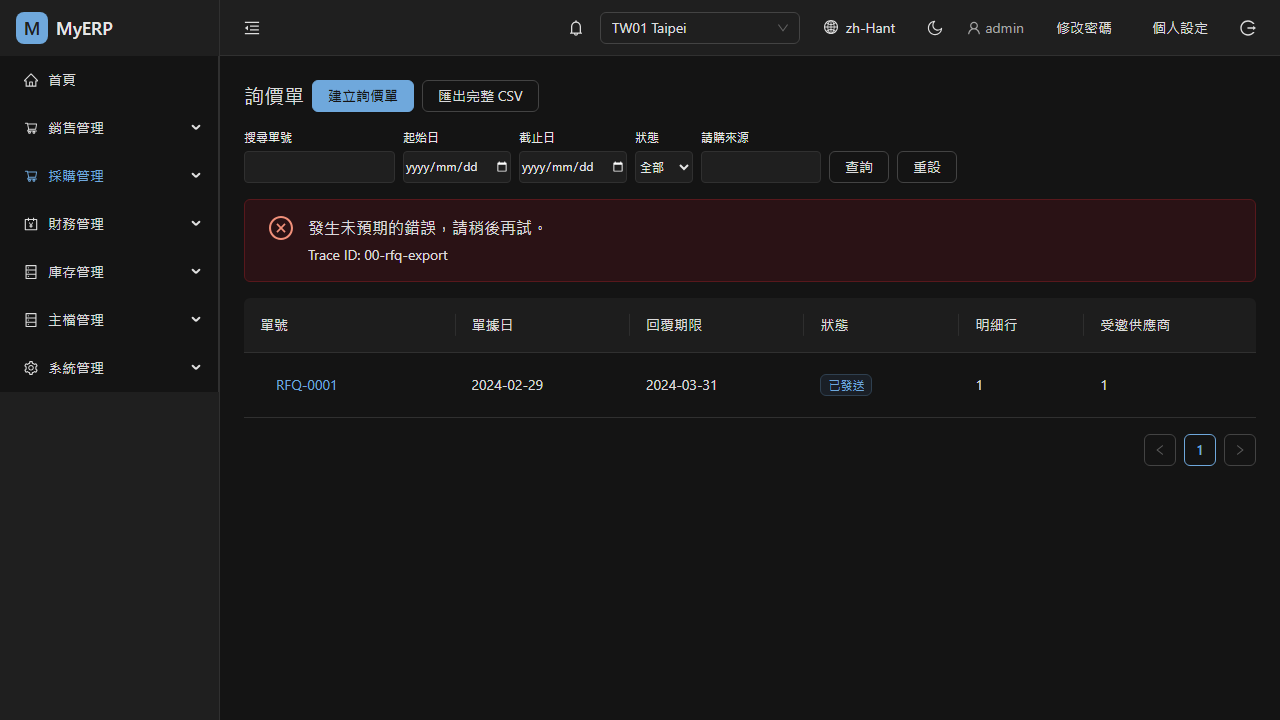 M MyERP
TW01 Taipei
zh-Hant
admin
修改密碼
個人設定
首頁
銷售管理
採購管理
財務管理
庫存管理
主檔管理
系統管理
詢價單
建立詢價單
匯出完整 CSV
搜尋單號
起始日
截止日
狀態
請購來源
yyyy/mm/dd
yyyy/mm/dd
全部
查詢
重設
發生未預期的錯誤，請稍後再試。
Trace ID: 00-rfq-export
單號 單據日 回覆期限 狀態 明細行 受邀供應商
RFQ-0001 2024-02-29 2024-03-31 已發送 1 1
1